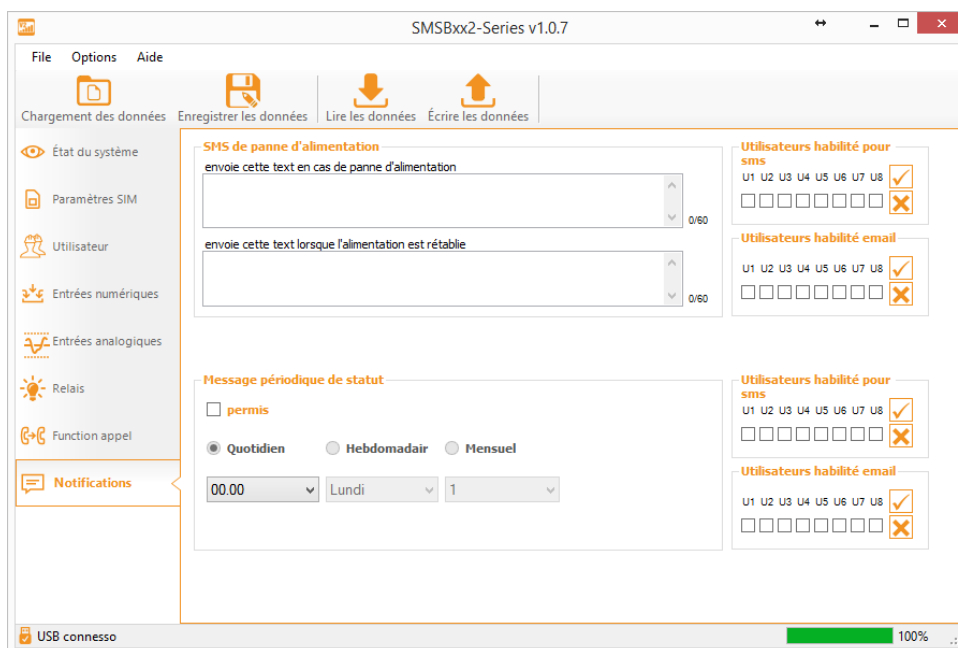 SMSBxx2-Series v1.0.7
File Options Aide
Chargement des données Enregistrer les données Lire les données Écrire les données
État du système
Paramètres SIM
Utilisateur
Entrées numériques
Entrées analogiques
Relais
Function appel
Notifications
SMS de panne d'alimentation
envoie cette text en cas de panne d'alimentation
0/60
envoie cette text lorsque l'alimentation est rétablie
0/60
Utilisateurs habilité pour
sms
U1 U2 U3 U4 U5 U6 U7 U8
Utilisateurs habilité email
U1 U2 U3 U4 U5 U6 U7 U8
Message périodique de statut
permis
Quotidien Hebdomadair Mensuel
00.00 Lundi 1
Utilisateurs habilité pour
sms
U1 U2 U3 U4 U5 U6 U7 U8
Utilisateurs habilité email
U1 U2 U3 U4 U5 U6 U7 U8
USB connesso 100%